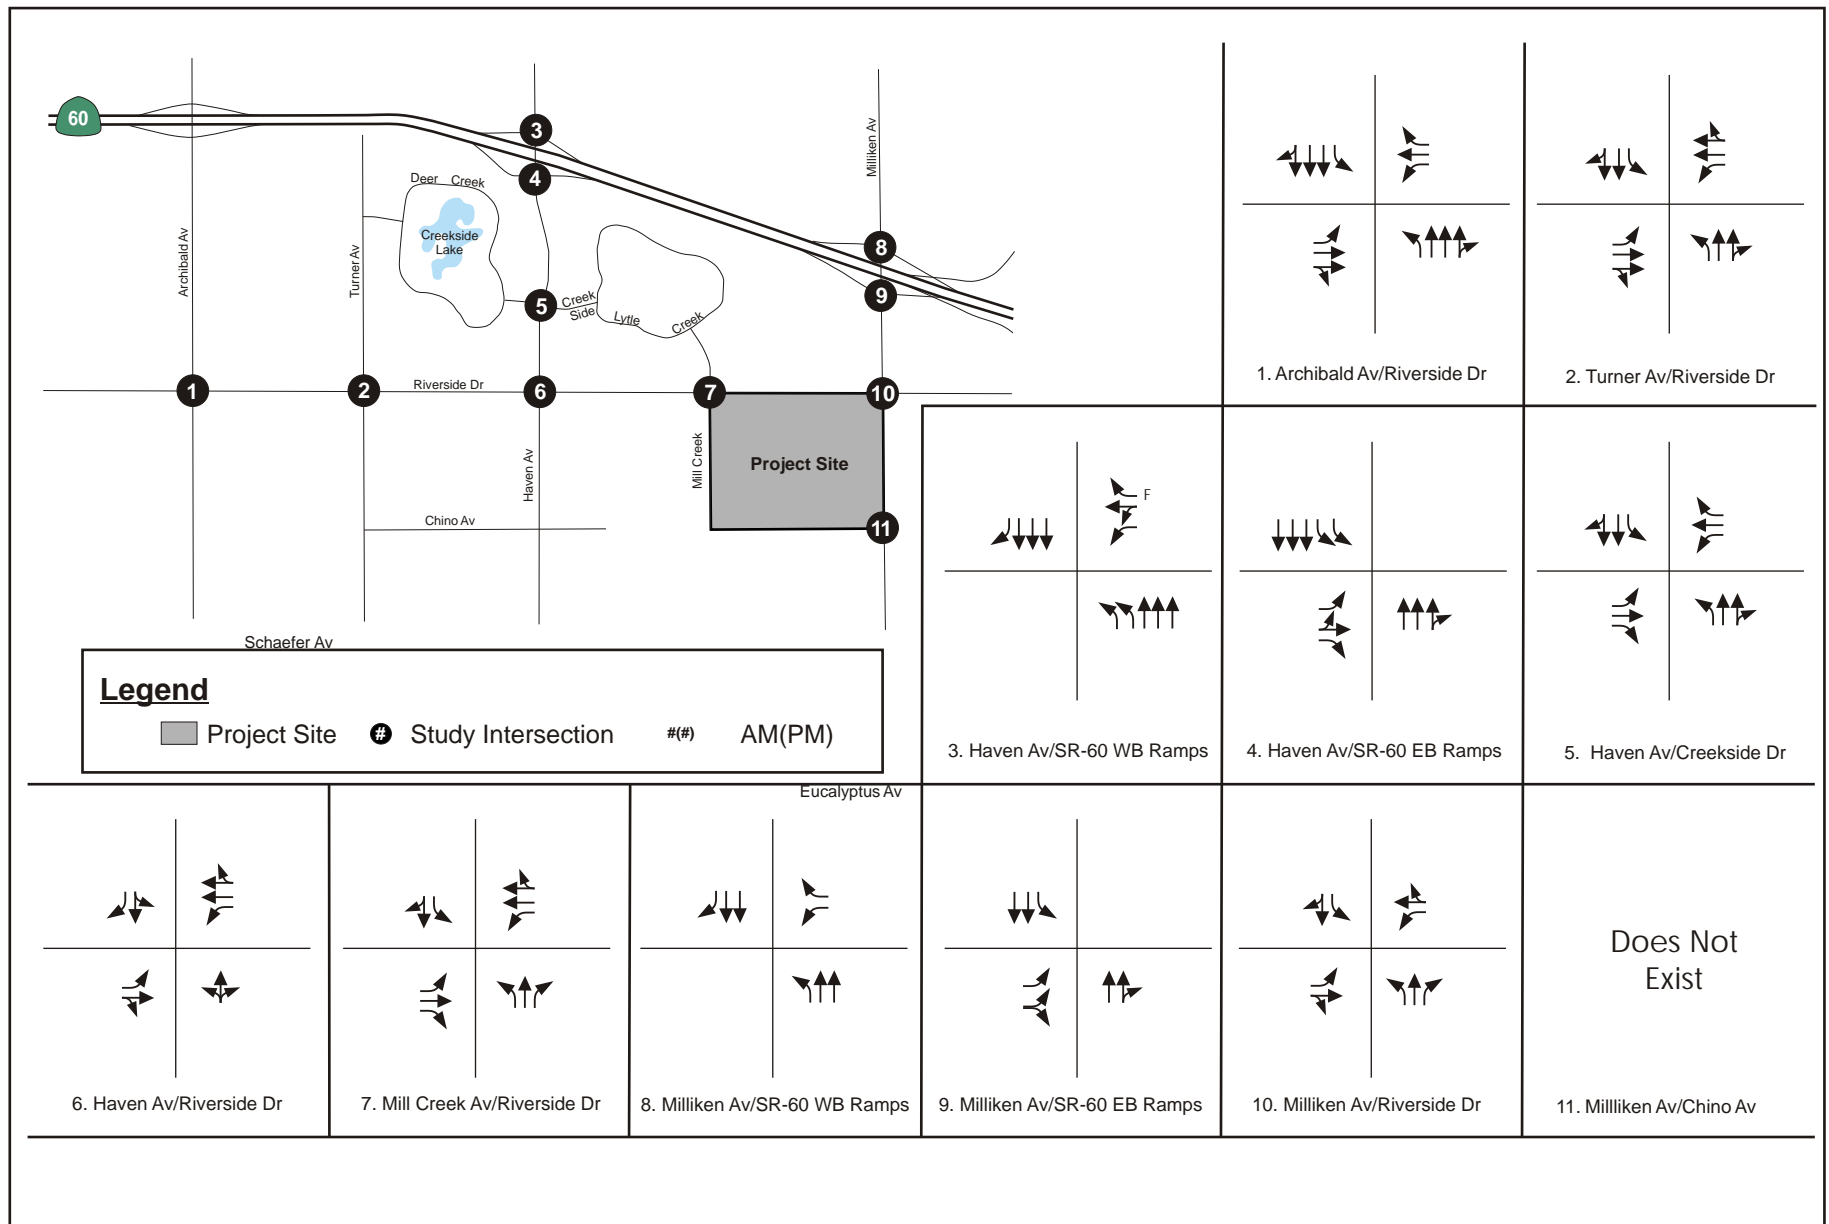 60
3
4
Deer Creek
Creekside
Lake
Archibald Av
Turner Av
Milliken Av
8
9
5
Creek
Side
Lytle
Creek
1
2
Riverside Dr
6
7
10
Haven Av
Mill Creek
Project Site
Chino Av
11
Schaefer Av
Legend
Project Site
# Study Intersection
#(#) AM(PM)
Eucalyptus Av
1. Archibald Av/Riverside Dr
2. Turner Av/Riverside Dr
F
3. Haven Av/SR-60 WB Ramps
4. Haven Av/SR-60 EB Ramps
5. Haven Av/Creekside Dr
6. Haven Av/Riverside Dr
7. Mill Creek Av/Riverside Dr
8. Milliken Av/SR-60 WB Ramps
9. Milliken Av/SR-60 EB Ramps
10. Milliken Av/Riverside Dr
Does Not
Exist
11. Millliken Av/Chino Av